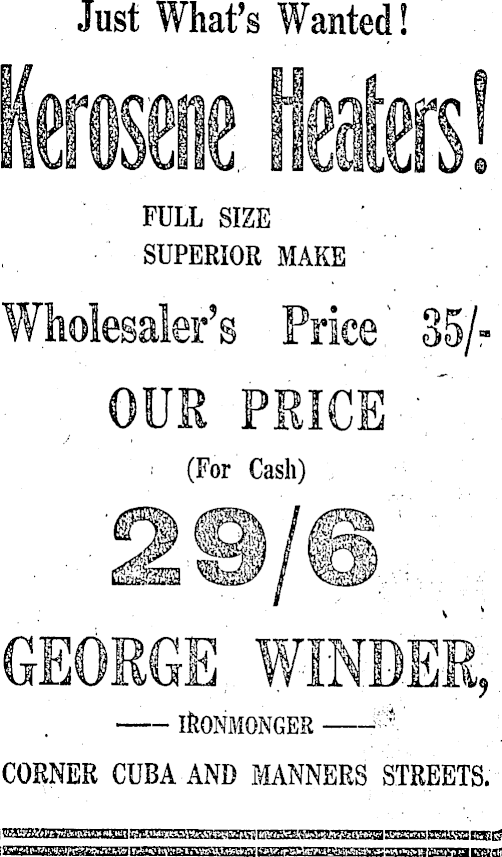 Just What's Wanted!
Kerosene Heaters!
FULL SIZE
SUPERIOR MAKE
Wholesaler's Price 35/-
OUR PRICE
(For Cash)
29/6
GEORGE WINDER,
IRONMONGER
CORNER CUBA AND MANNERS STREETS.